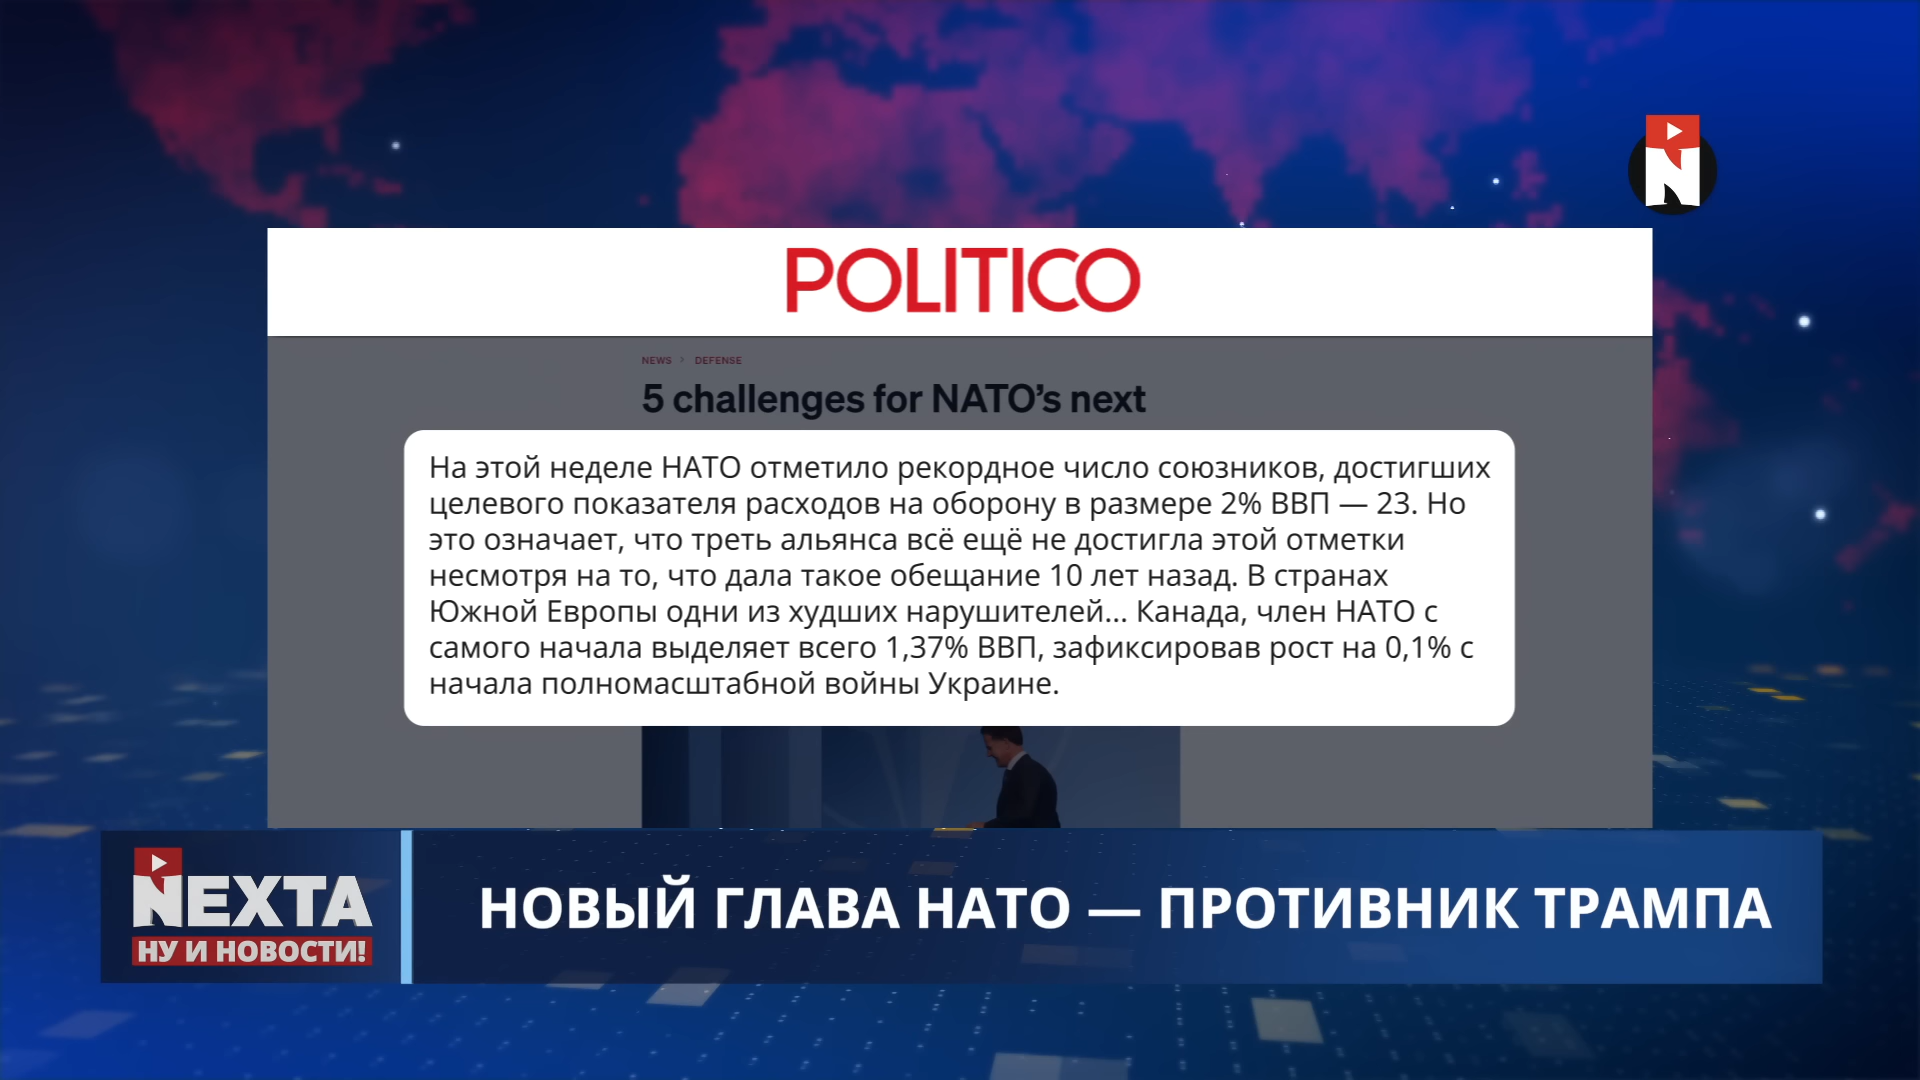 POLITICO
NEWS > DEFENSE
5 challenges for NATO’s next
На этой неделе НАТО отметило рекордное число союзников, достигших
целевого показателя расходов на оборону в размере 2% ВВП — 23. Но
это означает, что треть альянса всё ещё не достигла этой отметки
несмотря на то, что дала такое обещание 10 лет назад. В странах
Южной Европы одни из худших нарушителей... Канада, член НАТО с
самого начала выделяет всего 1,37% ВВП, зафиксировав рост на 0,1% с
начала полномасштабной войны Украине.
NEXTA
НУ И НОВОСТИ!
НОВЫЙ ГЛАВА НАТО — ПРОТИВНИК ТРАМПА